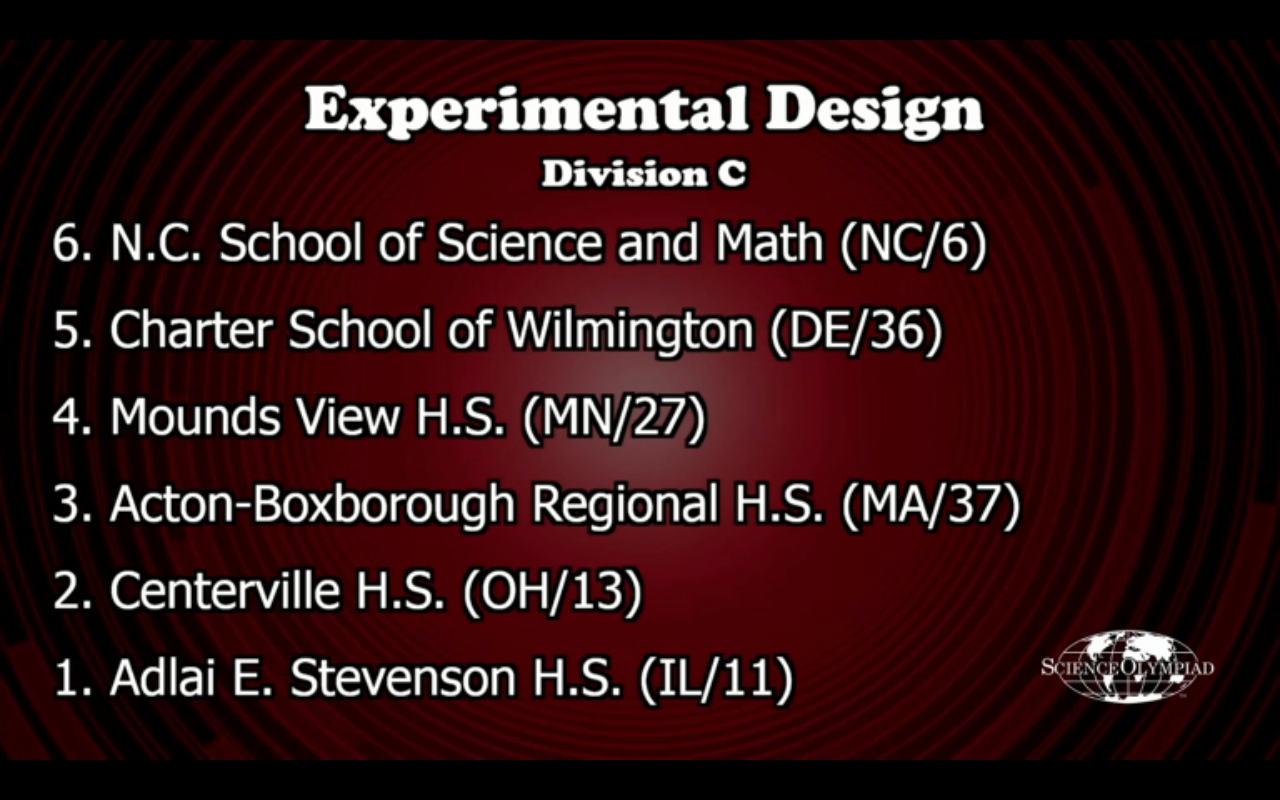 Experimental Design
Division C
6. N.C. School of Science and Math (NC/6)
5. Charter School of Wilmington (DE/36)
4. Mounds View H.S. (MN/27)
3. Acton-Boxborough Regional H.S. (MA/37)
2. Centerville H.S. (OH/13)
1. Adlai E. Stevenson H.S. (IL/11)
SCIENCE OLYMPIAD